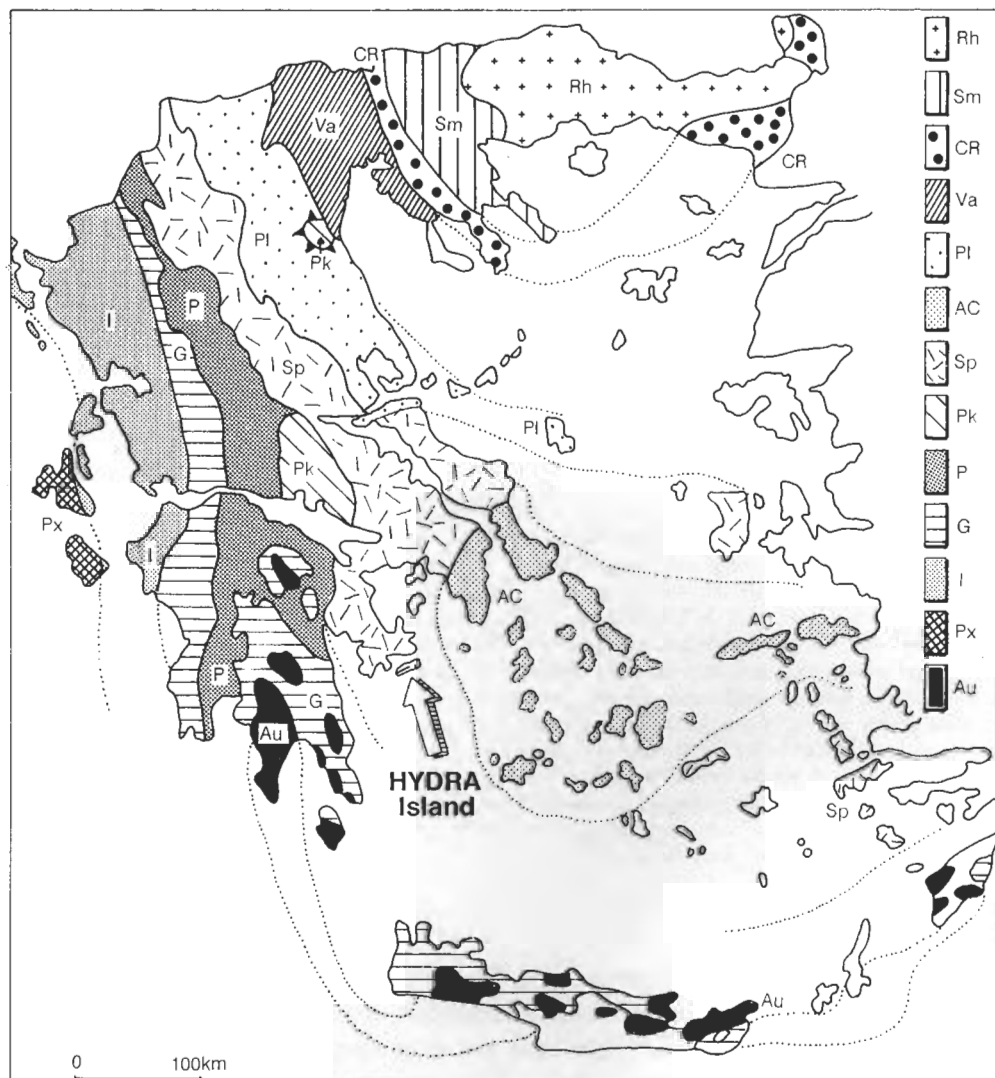 CR
Rh
Va
Sm
CR
Pl
Pk
I
P
G
Sp
Pl
Pk
Px
I
AC
AC
P
G
Au
HYDRA
Island
Sp
Au
0 100km
Rh
Sm
CR
Va
Pl
AC
Sp
Pk
P
G
I
Px
Au